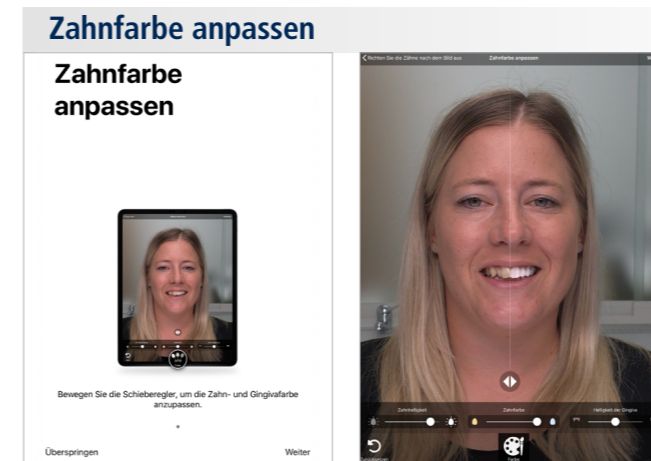 Zahnfarbe anpassen
Zahnfarbe
anpassen
Bewegen Sie die Schieberegler, um die Zahn- und Gingivafarbe
anzupassen.
Überspringen
Weiter
Richten Sie die Zähne nach dem Bild aus
Zahnfarbe anpassen
Zahnhelligkeit
Zahnfarbe
Helligkeit der Gingiva
Farbe